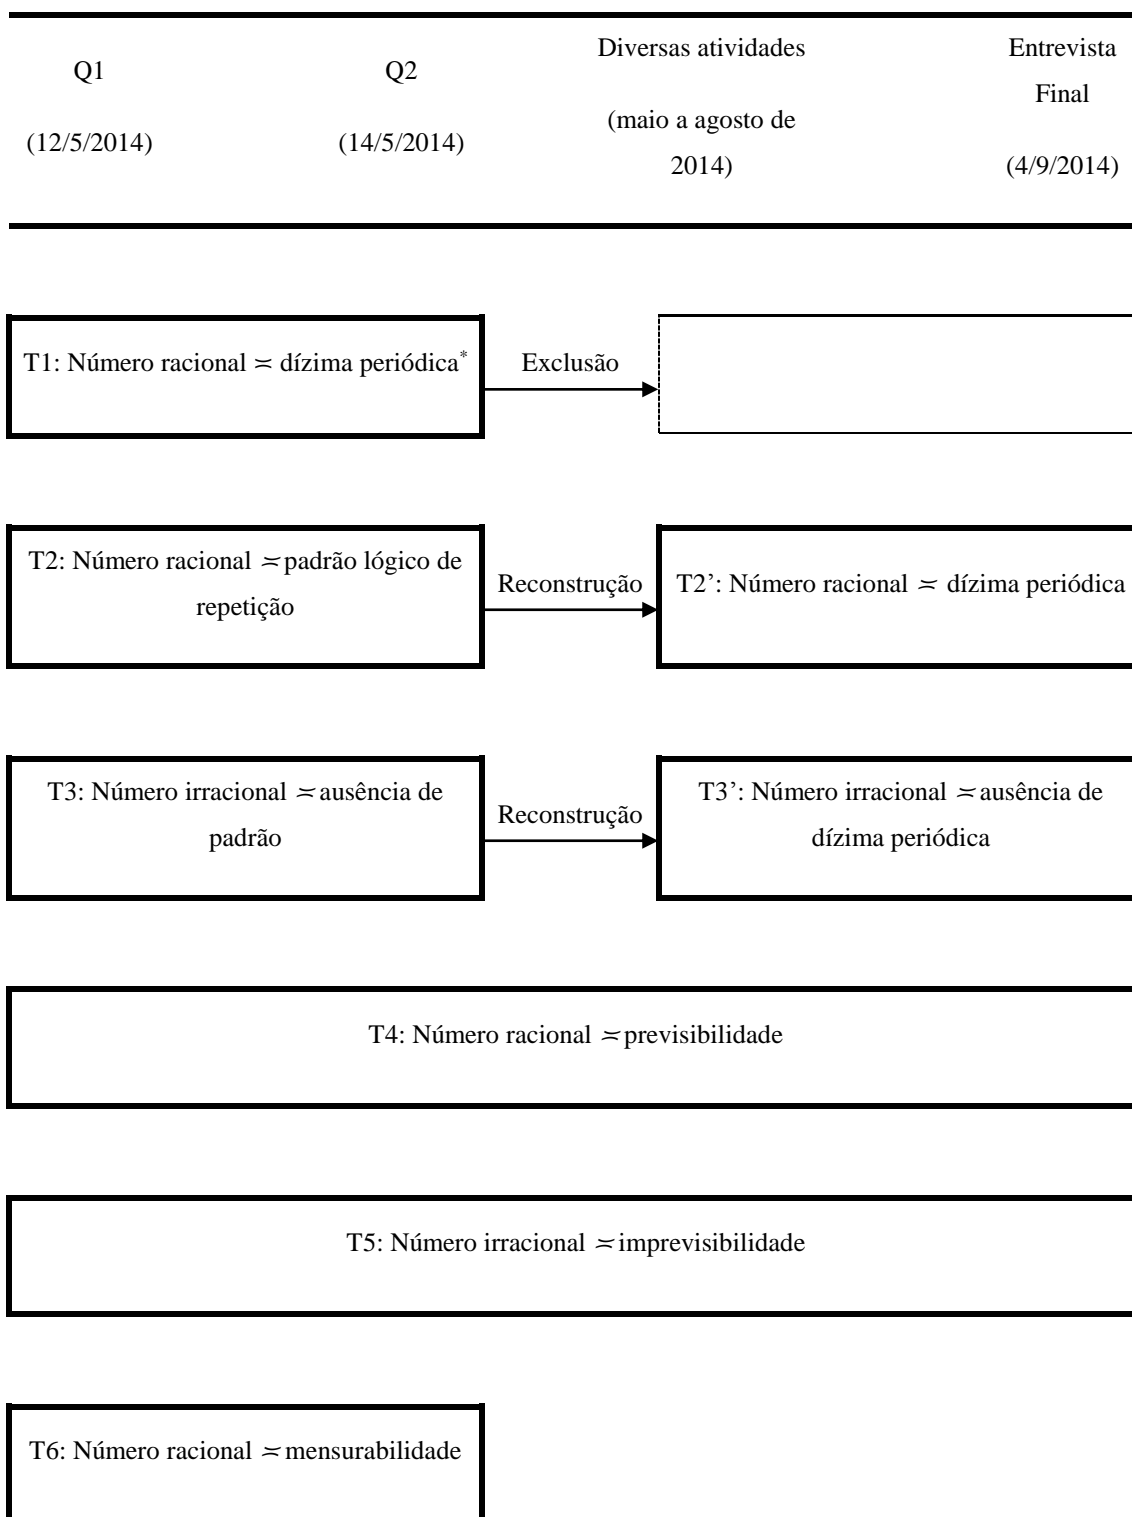 Q1
(12/5/2014)
Q2
(14/5/2014)
Diversas atividades
(maio a agosto de
2014)
Entrevista
Final
(4/9/2014)
T1: Número racional ≍ dízima periódica*
Exclusão
T2: Número racional ≍ padrão lógico de
repetição
Reconstrução
T2’: Número racional ≍ dízima periódica
T3: Número irracional ≍ ausência de
padrão
Reconstrução
T3’: Número irracional ≍ ausência de
dízima periódica
T4: Número racional ≍ previsibilidade
T5: Número irracional ≍ imprevisibilidade
T6: Número racional ≍ mensurabilidade